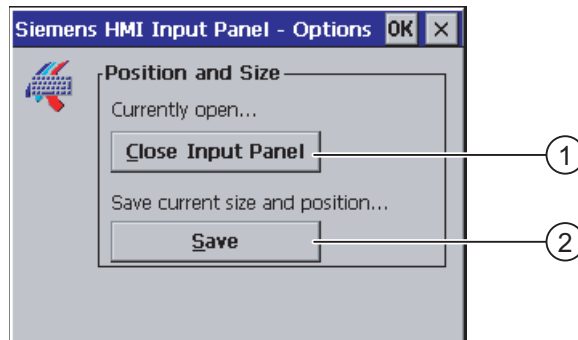 Siemens HMI Input Panel - Options OK ×
Position and Size
Currently open...
Close Input Panel
1
Save current size and position...
Save
2